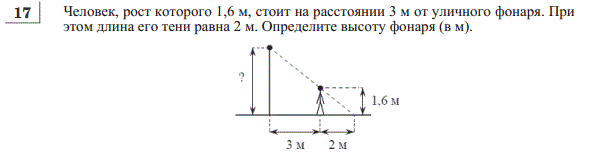 17
Человек, рост которого 1,6 м, стоит на расстоянии 3 м от уличного фонаря. При
этом длина его тени равна 2 м. Определите высоту фонаря (в м).
?
1,6 м
3 м
2 м